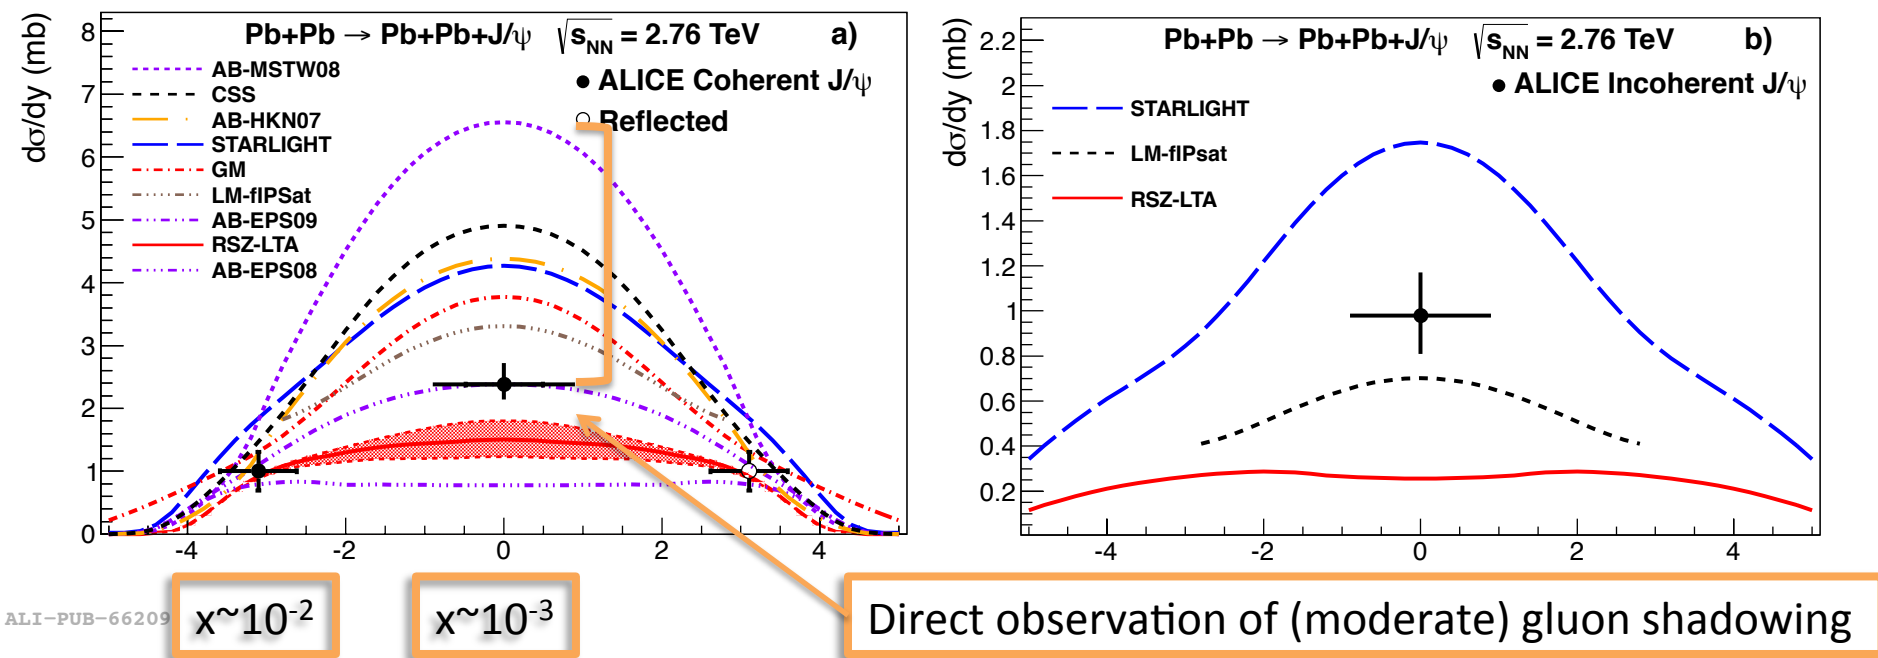 Pb+Pb → Pb+Pb+J/ψ √s_NN = 2.76 TeV a)
AB-MSTW08
CSS
AB-HKN07
STARLIGHT
GM
LM-fIPSat
AB-EPS09
RSZ-LTA
AB-EPS08
ALICE Coherent J/ψ
Reflected
dσ/dy (mb)
8
7
6
5
4
3
2
1
0
-4 -2 0 2 4
Pb+Pb → Pb+Pb+J/ψ √s_NN = 2.76 TeV b)
ALICE Incoherent J/ψ
STARLIGHT
LM-fIPsat
RSZ-LTA
dσ/dy (mb)
2.2
2
1.8
1.6
1.4
1.2
1
0.8
0.6
0.4
0.2
-4 -2 0 2 4
ALI-PUB-66209
x~10⁻²
x~10⁻³
Direct observation of (moderate) gluon shadowing